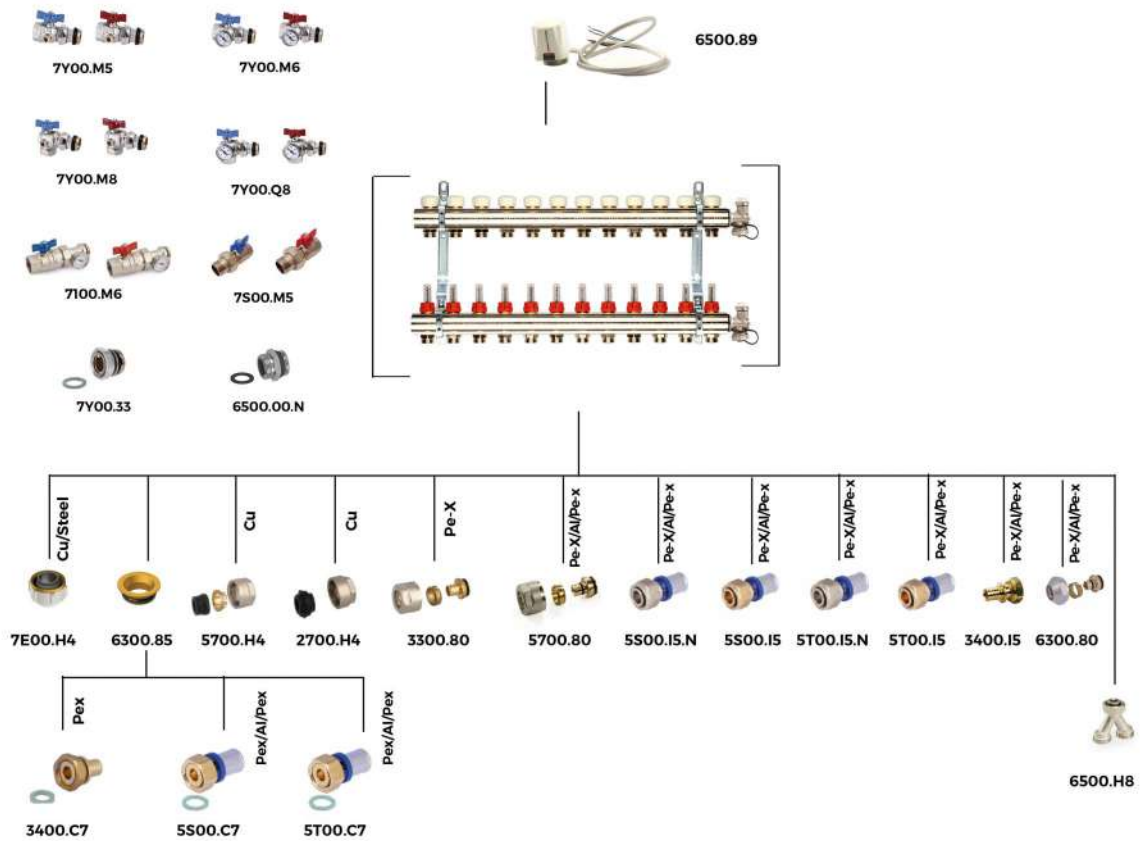 7Y00.M5
7Y00.M6
6500.89
7Y00.M8
7Y00.Q8
7100.M6
7S00.M5
7Y00.33
6500.00.N
Cu/Steel
Cu
Cu
Pe-X
Pe-X/Al/Pe-x
Pe-X/Al/Pe-x
Pe-X/Al/Pe-x
Pe-X/Al/Pe-x
Pe-X/Al/Pe-x
Pe-X/Al/Pe-x
Pe-X/Al/Pe-x
7E00.H4
6300.85
5700.H4
2700.H4
3300.80
5700.80
5S00.I5.N
5S00.I5
5T00.I5.N
5T00.I5
3400.I5
6300.80
Pex
Pex/Al/Pex
Pex/Al/Pex
6500.H8
3400.C7
5S00.C7
5T00.C7